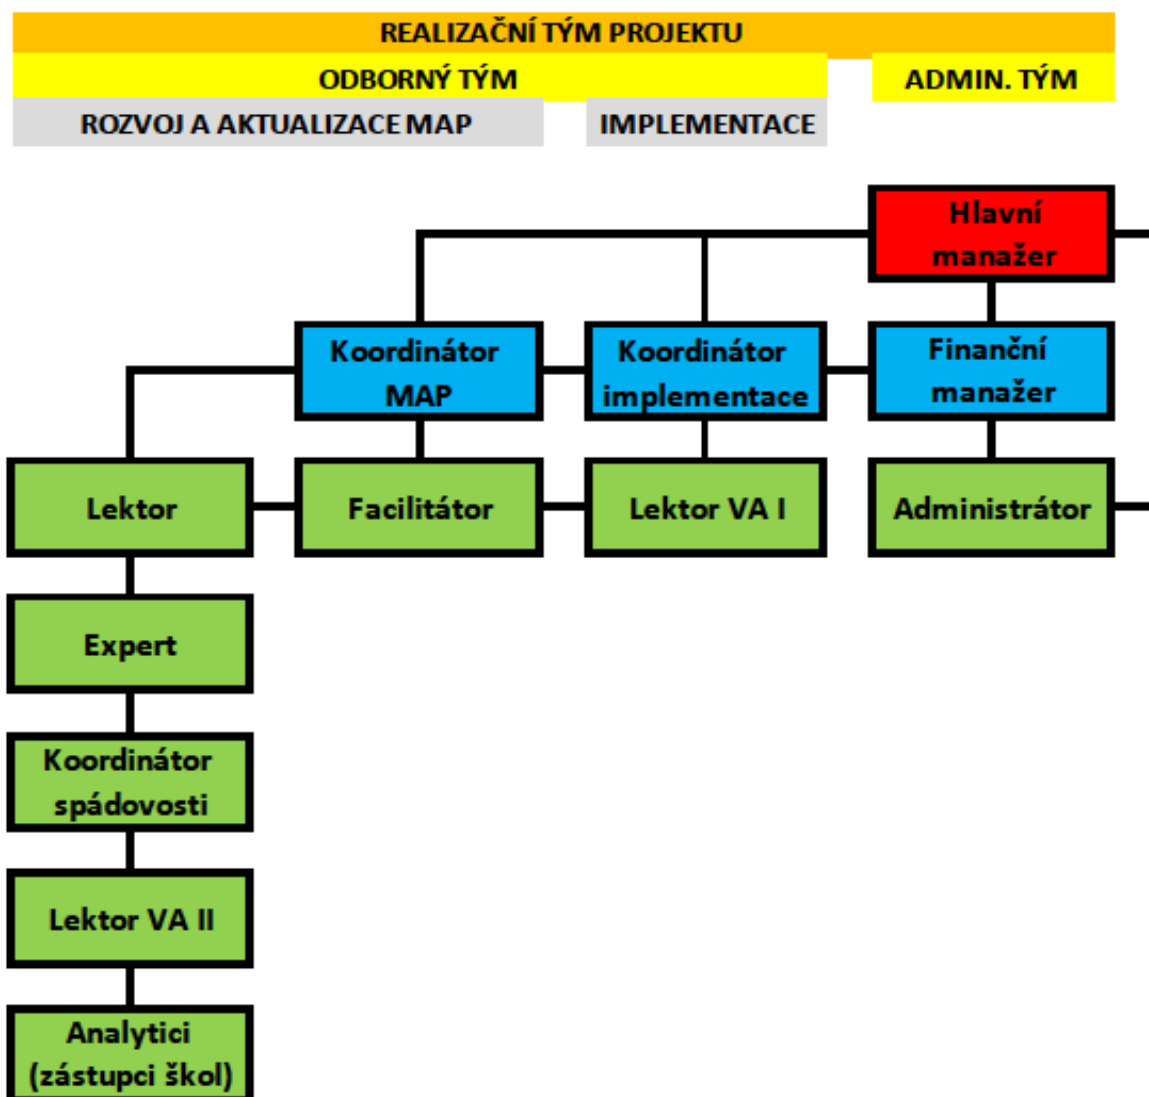 REALIZAČNÍ TÝM PROJEKTU
ODBORNÝ TÝM
ADMIN. TÝM
ROZVOJ A AKTUALIZACE MAP
IMPLEMENTACE
Hlavní
manažer
Koordinátor
MAP
Koordinátor
implementace
Finanční
manažer
Lektor
Facilitátor
Lektor VA I
Administrátor
Expert
Koordinátor
spádovosti
Lektor VA II
Analytici
(zástupci škol)